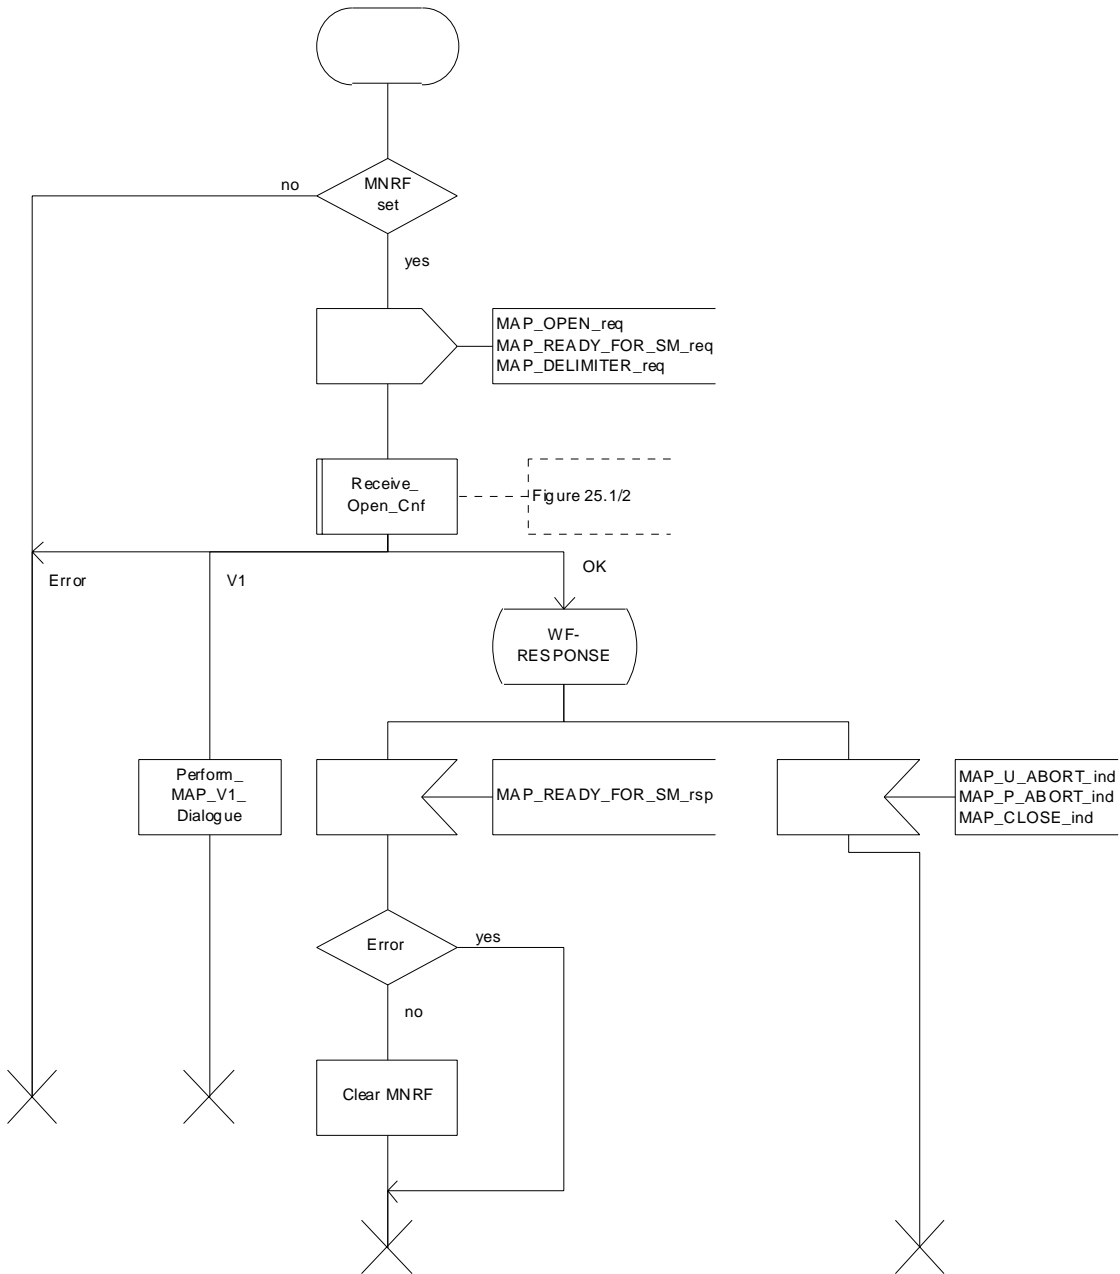 MNRF
set
no
yes
MAP_OPEN_req
MAP_READY_FOR_SM_req
MAP_DELIMITER_req
Receive_
Open_Cnf
Figure 25.1/2
Error
V1
OK
WF-
RESPONSE
Perform_
MAP_V1_
Dialogue
MAP_READY_FOR_SM_rsp
MAP_U_ABORT_ind
MAP_P_ABORT_ind
MAP_CLOSE_ind
Error
yes
no
Clear MNRF